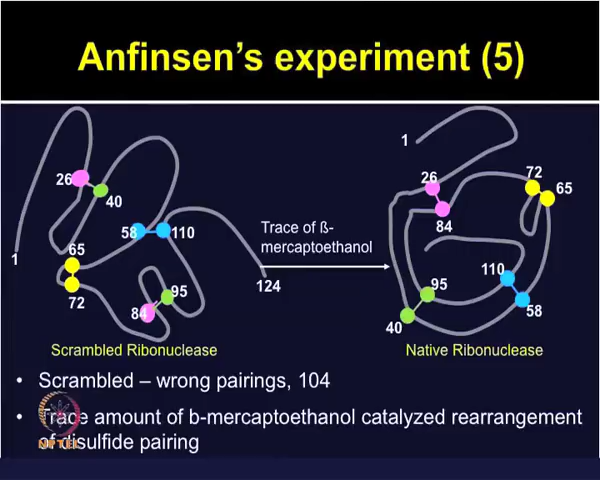 Anfinsen's experiment (5)
26
40
58
110
65
72
1
84
95
124
Trace of ß-
mercaptoethanol
1
26
84
72
65
110
58
95
40
Scrambled Ribonuclease
Native Ribonuclease
• Scrambled – wrong pairings, 104
• Trace amount of b-mercaptoethanol catalyzed rearrangement
of disulfide pairing
NPTEL